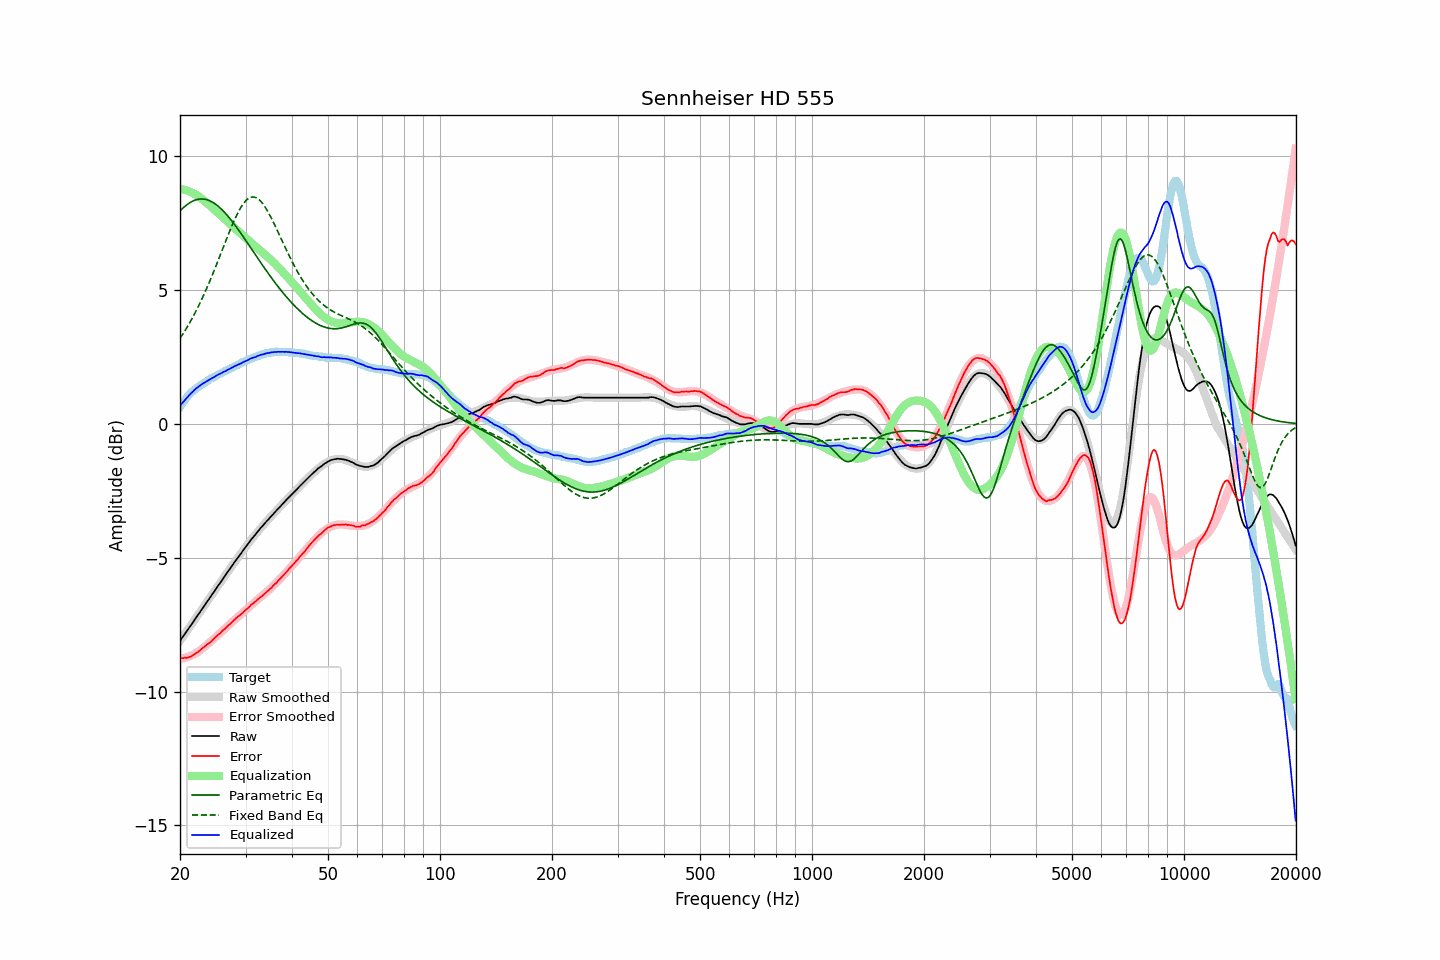 Sennheiser HD 555
Amplitude (dBr)
10
5
0
−5
−10
−15
Target
Raw Smoothed
Error Smoothed
Raw
Error
Equalization
Parametric Eq
Fixed Band Eq
Equalized
20 50 100 200 500 1000 2000 5000 10000 20000
Frequency (Hz)